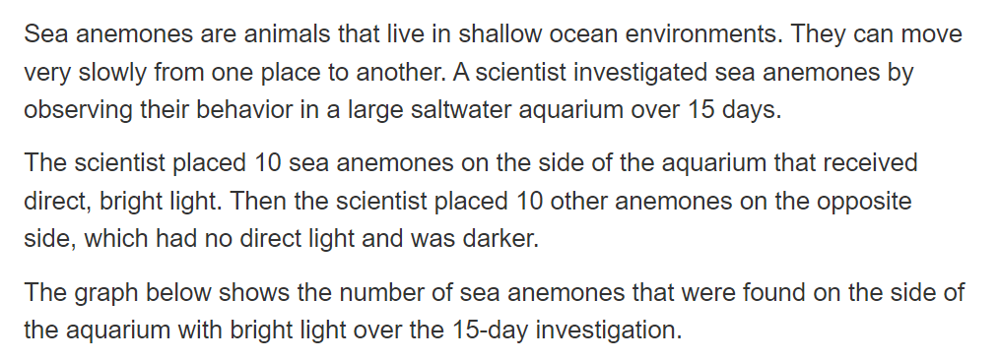 Sea anemones are animals that live in shallow ocean environments. They can move
very slowly from one place to another. A scientist investigated sea anemones by
observing their behavior in a large saltwater aquarium over 15 days.
The scientist placed 10 sea anemones on the side of the aquarium that received
direct, bright light. Then the scientist placed 10 other anemones on the opposite
side, which had no direct light and was darker.
The graph below shows the number of sea anemones that were found on the side of
the aquarium with bright light over the 15-day investigation.